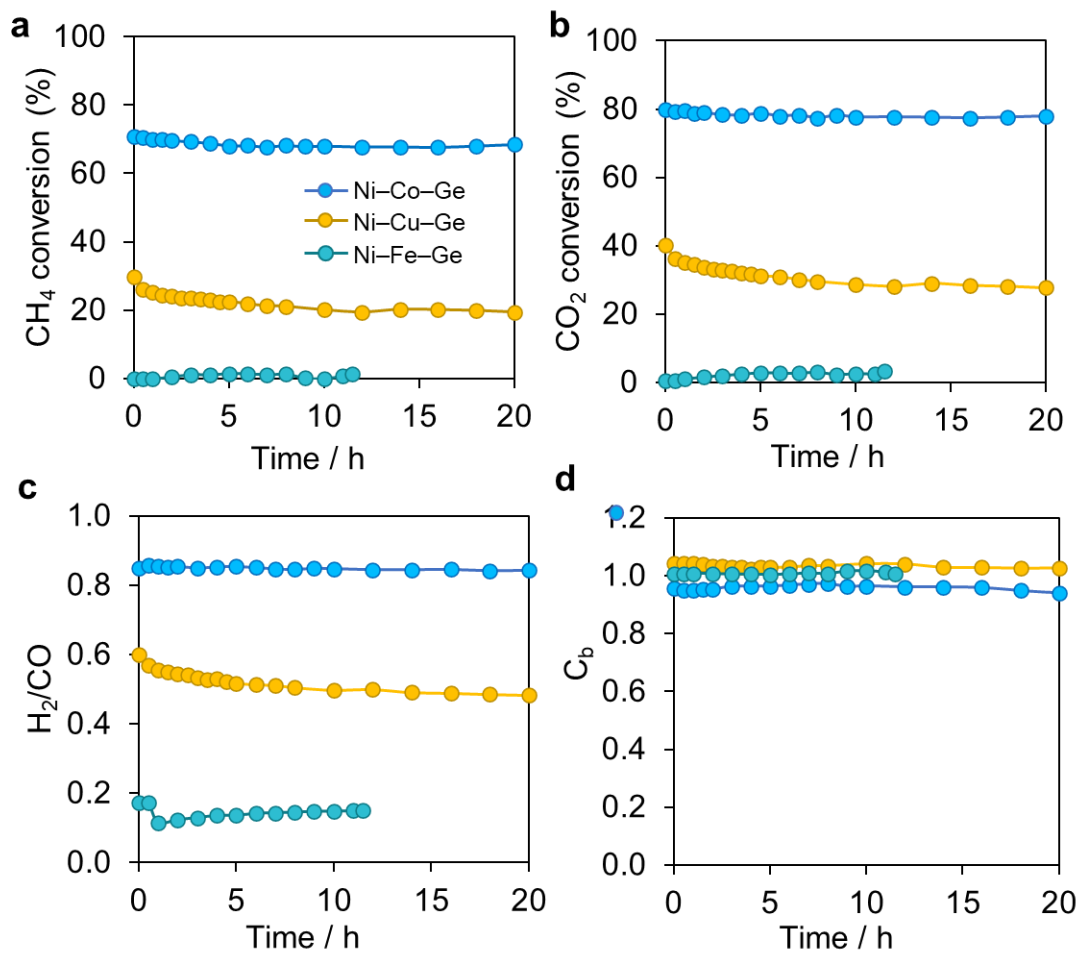 a
100
80
60
40
20
0
CH4 conversion (%)
Ni–Co–Ge
Ni–Cu–Ge
Ni–Fe–Ge
0 5 10 15 20
Time / h
b
100
80
60
40
20
0
CO2 conversion (%)
0 5 10 15 20
Time / h
c
1.0
0.8
0.6
0.4
0.2
0.0
H2/CO
0 5 10 15 20
Time / h
d
1.2
1.0
0.8
0.6
0.4
0.2
0.0
Cb
0 5 10 15 20
Time / h